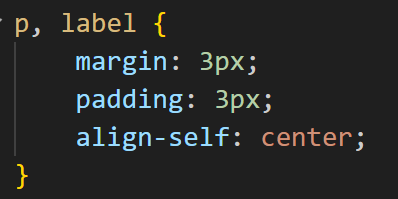 p, label {
    margin: 3px;
    padding: 3px;
    align-self: center;
}